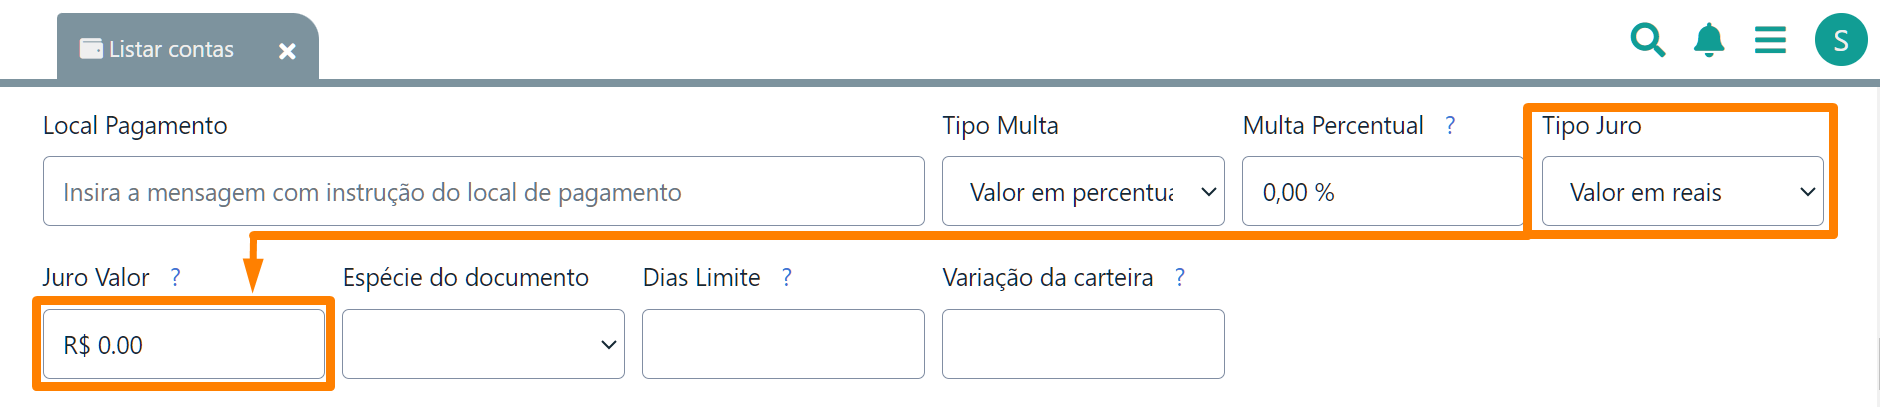 Listar contas
S
Local Pagamento
Tipo Multa
Multa Percentual ?
Tipo Juro
Insira a mensagem com instrução do local de pagamento
Valor em percentua
0,00 %
Valor em reais
Juro Valor ?
Espécie do documento
Dias Limite ?
Variação da carteira ?
R$ 0.00